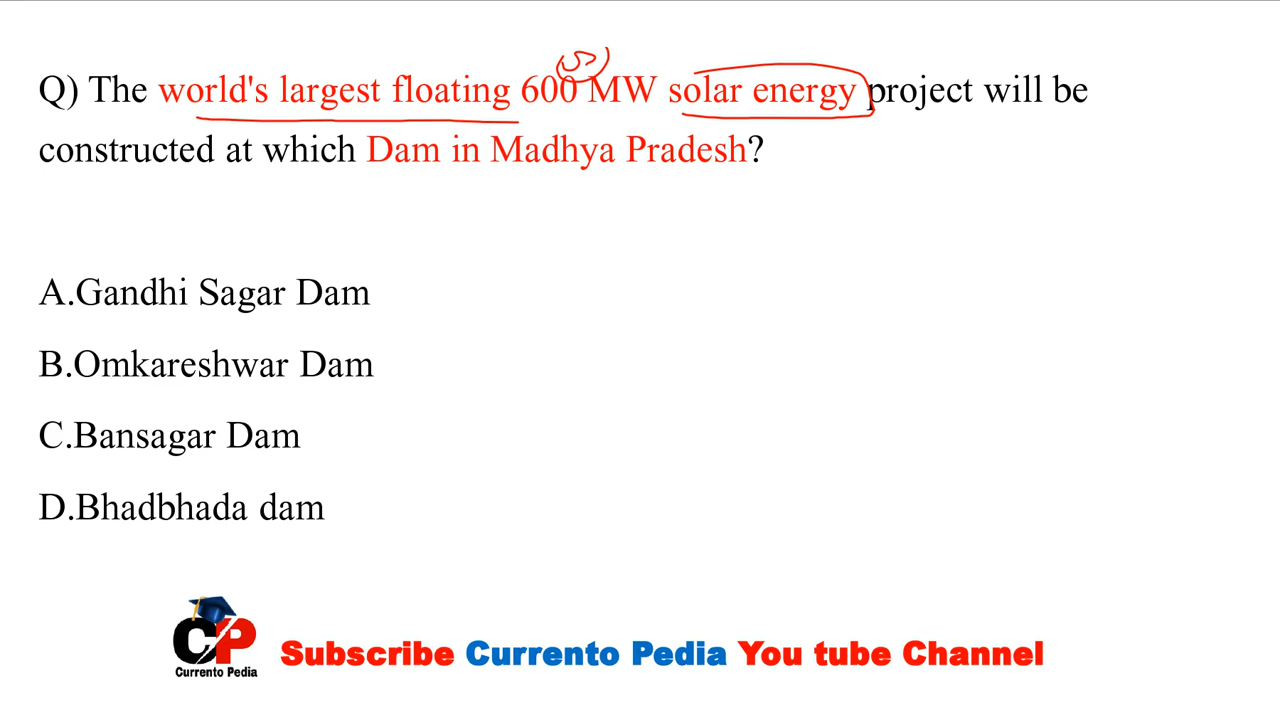 Q) The world's largest floating 600 MW solar energy project will be
constructed at which Dam in Madhya Pradesh?
A.Gandhi Sagar Dam
B.Omkareshwar Dam
C.Bansagar Dam
D.Bhadbhada dam
CP
Currento Pedia
Subscribe Currento Pedia You tube Channel